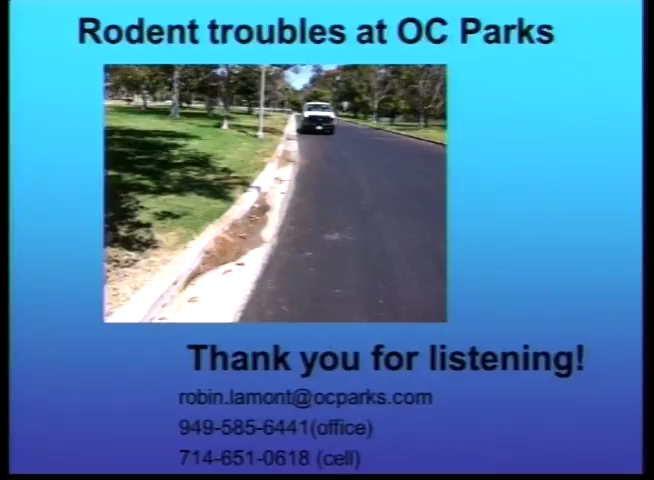 Rodent troubles at OC Parks
Thank you for listening!
robin.lamont@ocparks.com
949-585-6441(office)
714-651-0618 (cell)